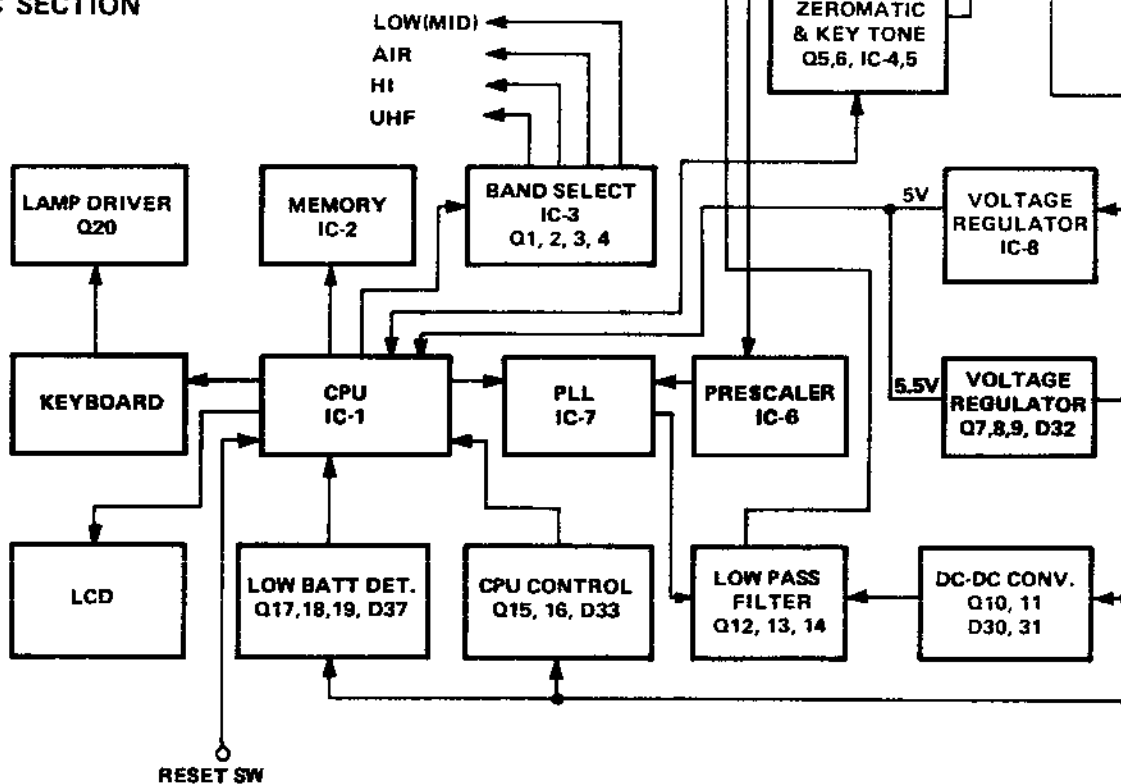 SECTION
LOW(MID)
AIR
HI
UHF
ZEROMATIC
& KEY TONE
Q5,6, IC-4,5
LAMP DRIVER
Q20
MEMORY
IC-2
BAND SELECT
IC-3
Q1, 2, 3, 4
5V
VOLTAGE
REGULATOR
IC-8
KEYBOARD
CPU
IC-1
PLL
IC-7
PRESCALER
IC-6
5.5V
VOLTAGE
REGULATOR
Q7,8,9, D32
LCD
LOW BATT DET.
Q17,18,19, D37
CPU CONTROL
Q15, 16, D33
LOW PASS
FILTER
Q12, 13, 14
DC-DC CONV.
Q10, 11
D30, 31
RESET SW